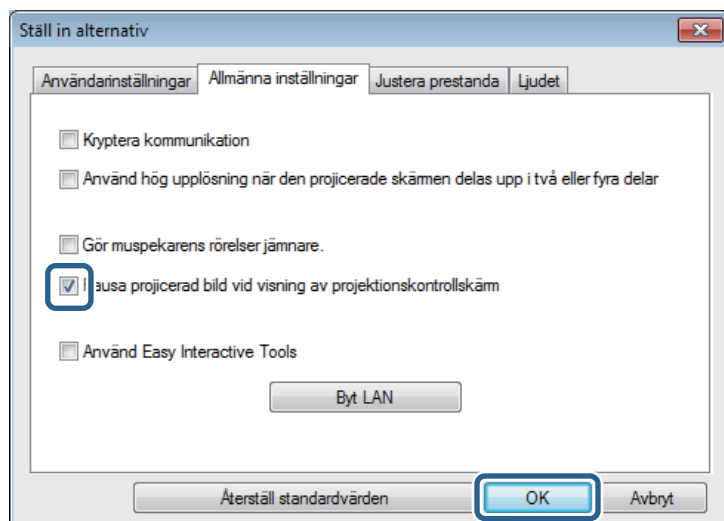 Ställ in alternativ
Användarinställningar Allmänna inställningar Justera prestanda Ljudet
Kryptera kommunikation
Använd hög upplösning när den projicerade skärmen delas upp i två eller fyra delar
Gör muspekarens rörelser jämnare.
Pausa projicerad bild vid visning av projektionskontrollskärm
Använd Easy Interactive Tools
Byt LAN
Återställ standardvärden OK Avbryt